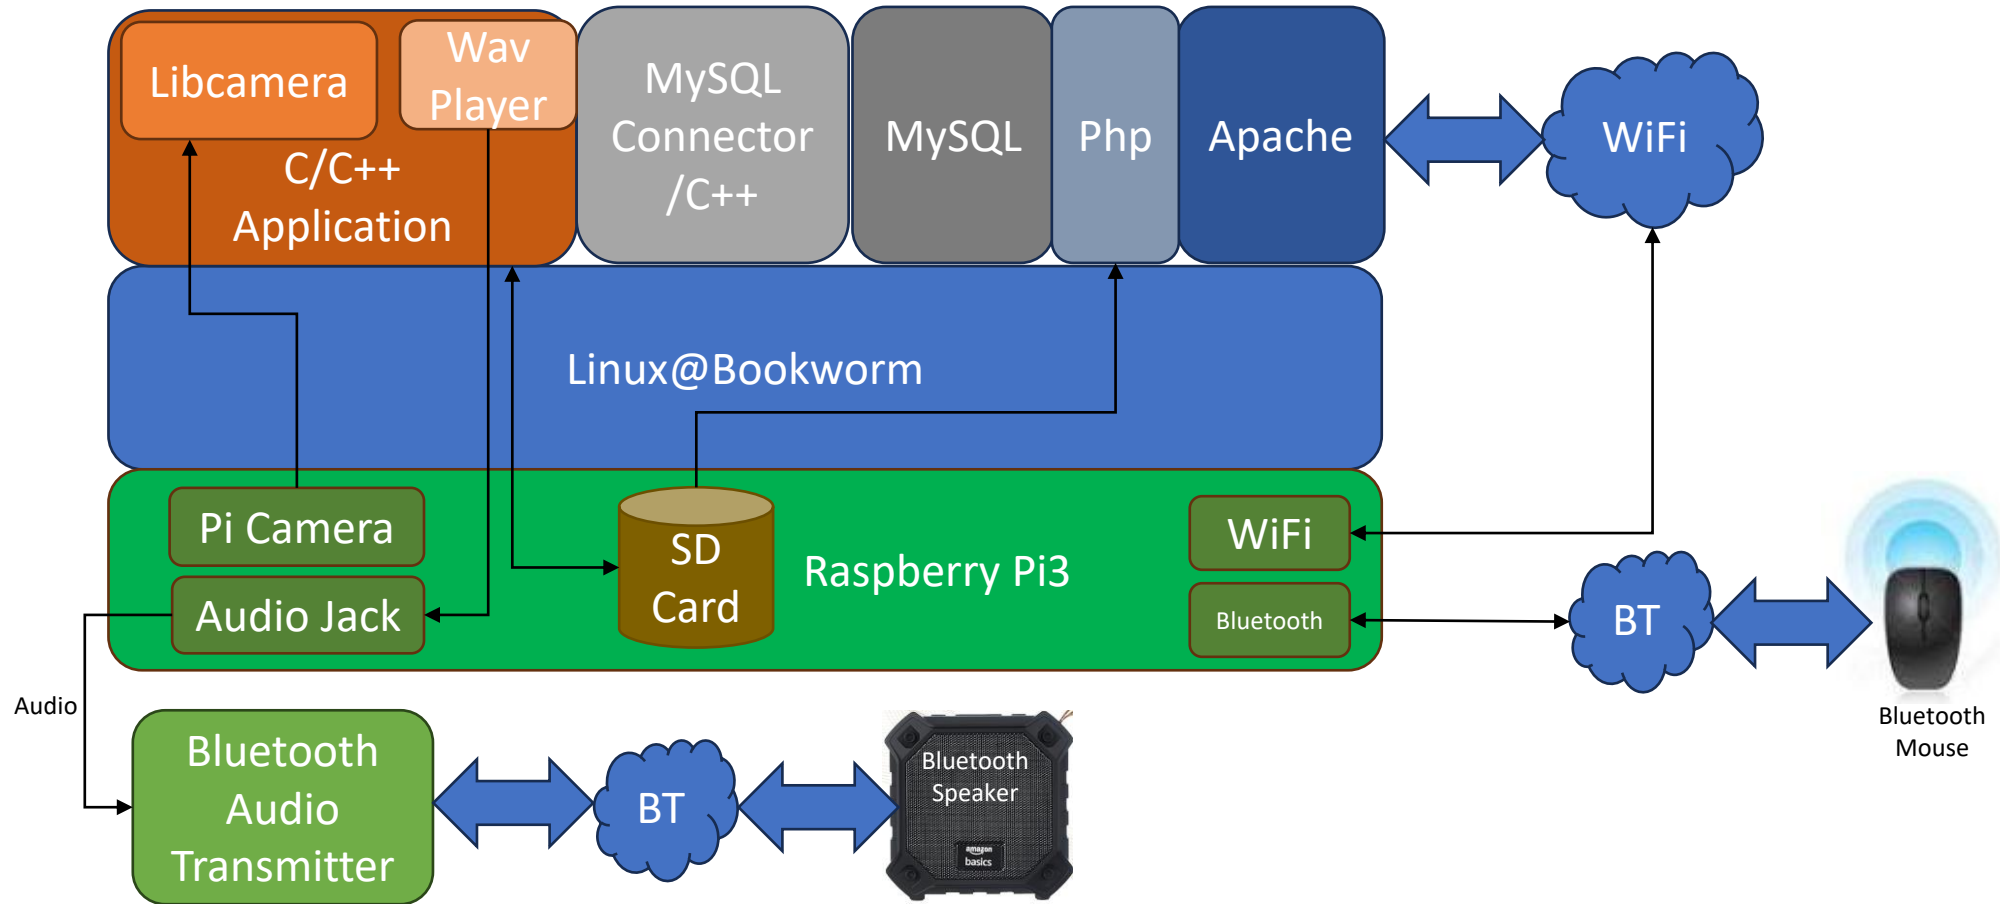 Libcamera
Wav
Player
C/C++
Application
MySQL
Connector
/C++
MySQL
Php
Apache
WiFi
Linux@Bookworm
Pi Camera
Audio Jack
SD
Card
Raspberry Pi3
WiFi
Bluetooth
BT
Bluetooth
Mouse
Audio
Bluetooth
Audio
Transmitter
BT
Bluetooth
Speaker
amazon
basics